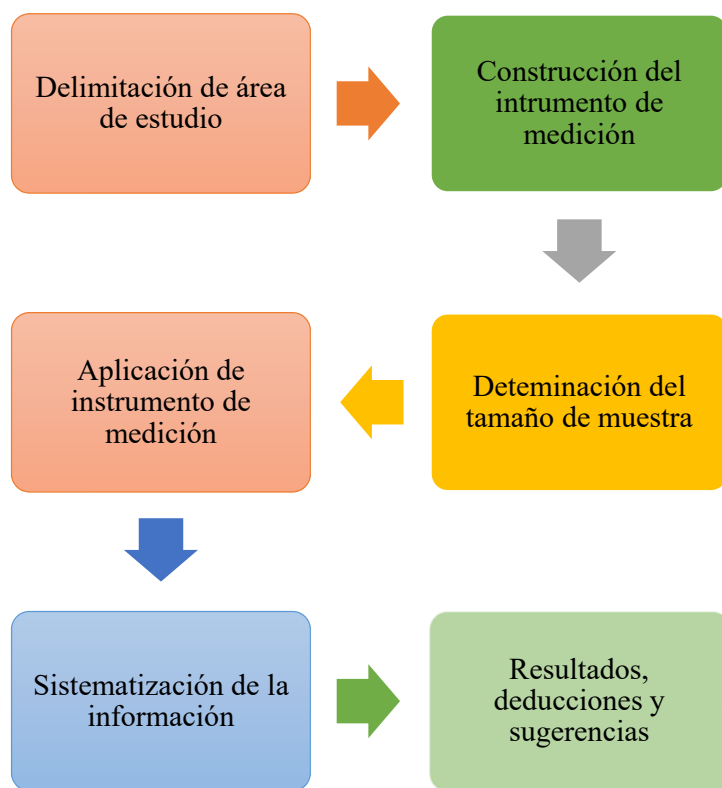 Delimitación de área
de estudio
Construcción del
intrumento de
medición
Deteminación del
tamaño de muestra
Aplicación de
instrumento de
medición
Sistematización de la
información
Resultados,
deducciones y
sugerencias